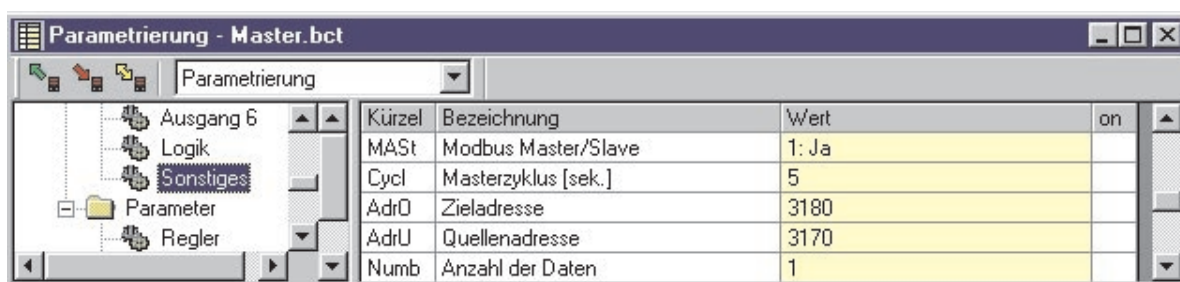 Parametrierung - Master.bct
Parametrierung
Ausgang 6
Logik
Sonstiges
Parameter
Regler
Kürzel Bezeichnung Wert on
MASt Modbus Master/Slave 1: Ja
Cycl Masterzyklus [sek.] 5
AdrO Zieladresse 3180
AdrU Quellenadresse 3170
Numb Anzahl der Daten 1